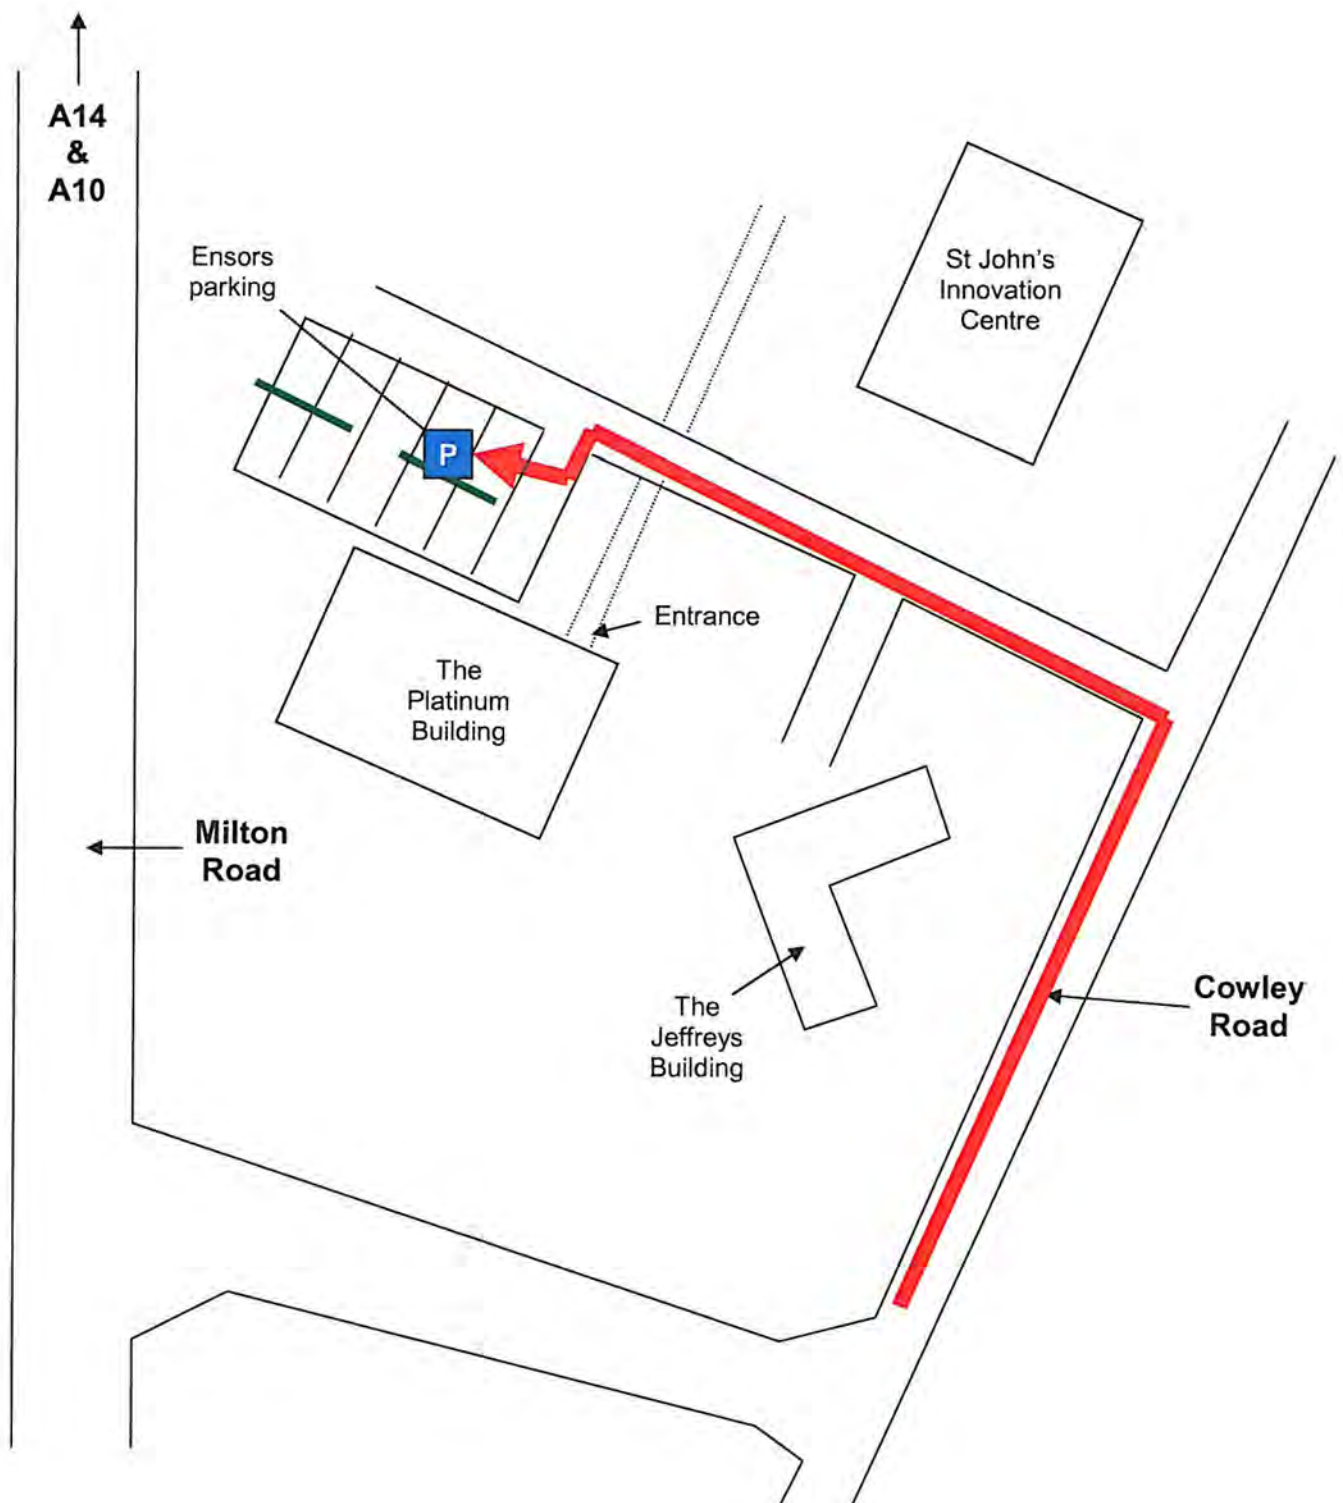 A14
&
A10
Ensors
parking
St John's
Innovation
Centre
P
Entrance
The
Platinum
Building
Milton
Road
The
Jeffreys
Building
Cowley
Road